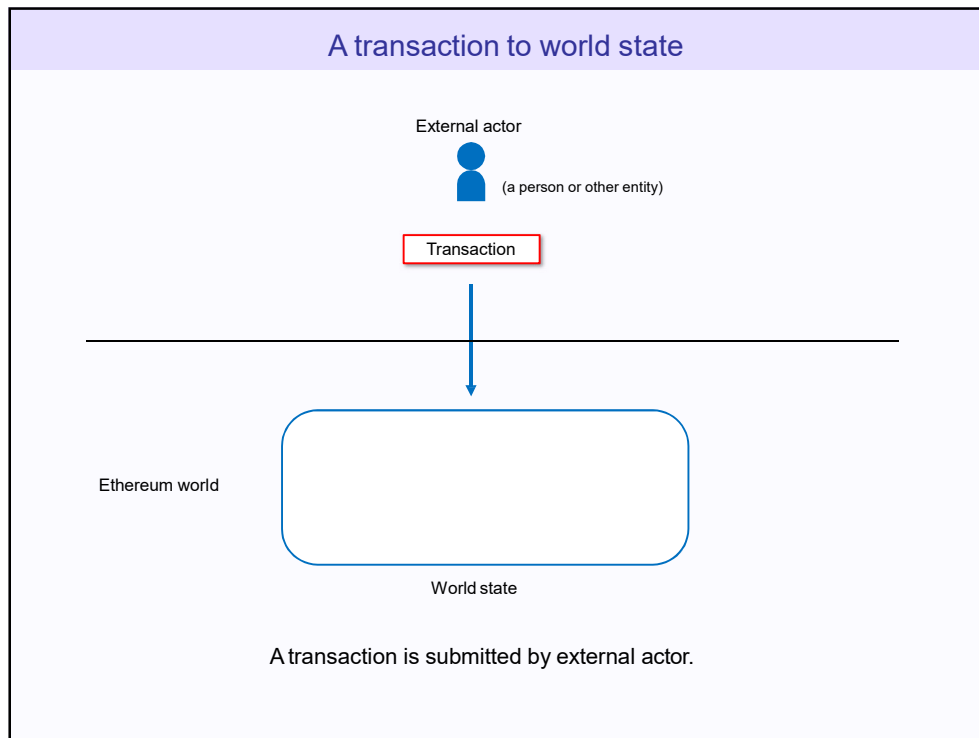 A transaction to world state
External actor
(a person or other entity)
Transaction
Ethereum world
World state
A transaction is submitted by external actor.